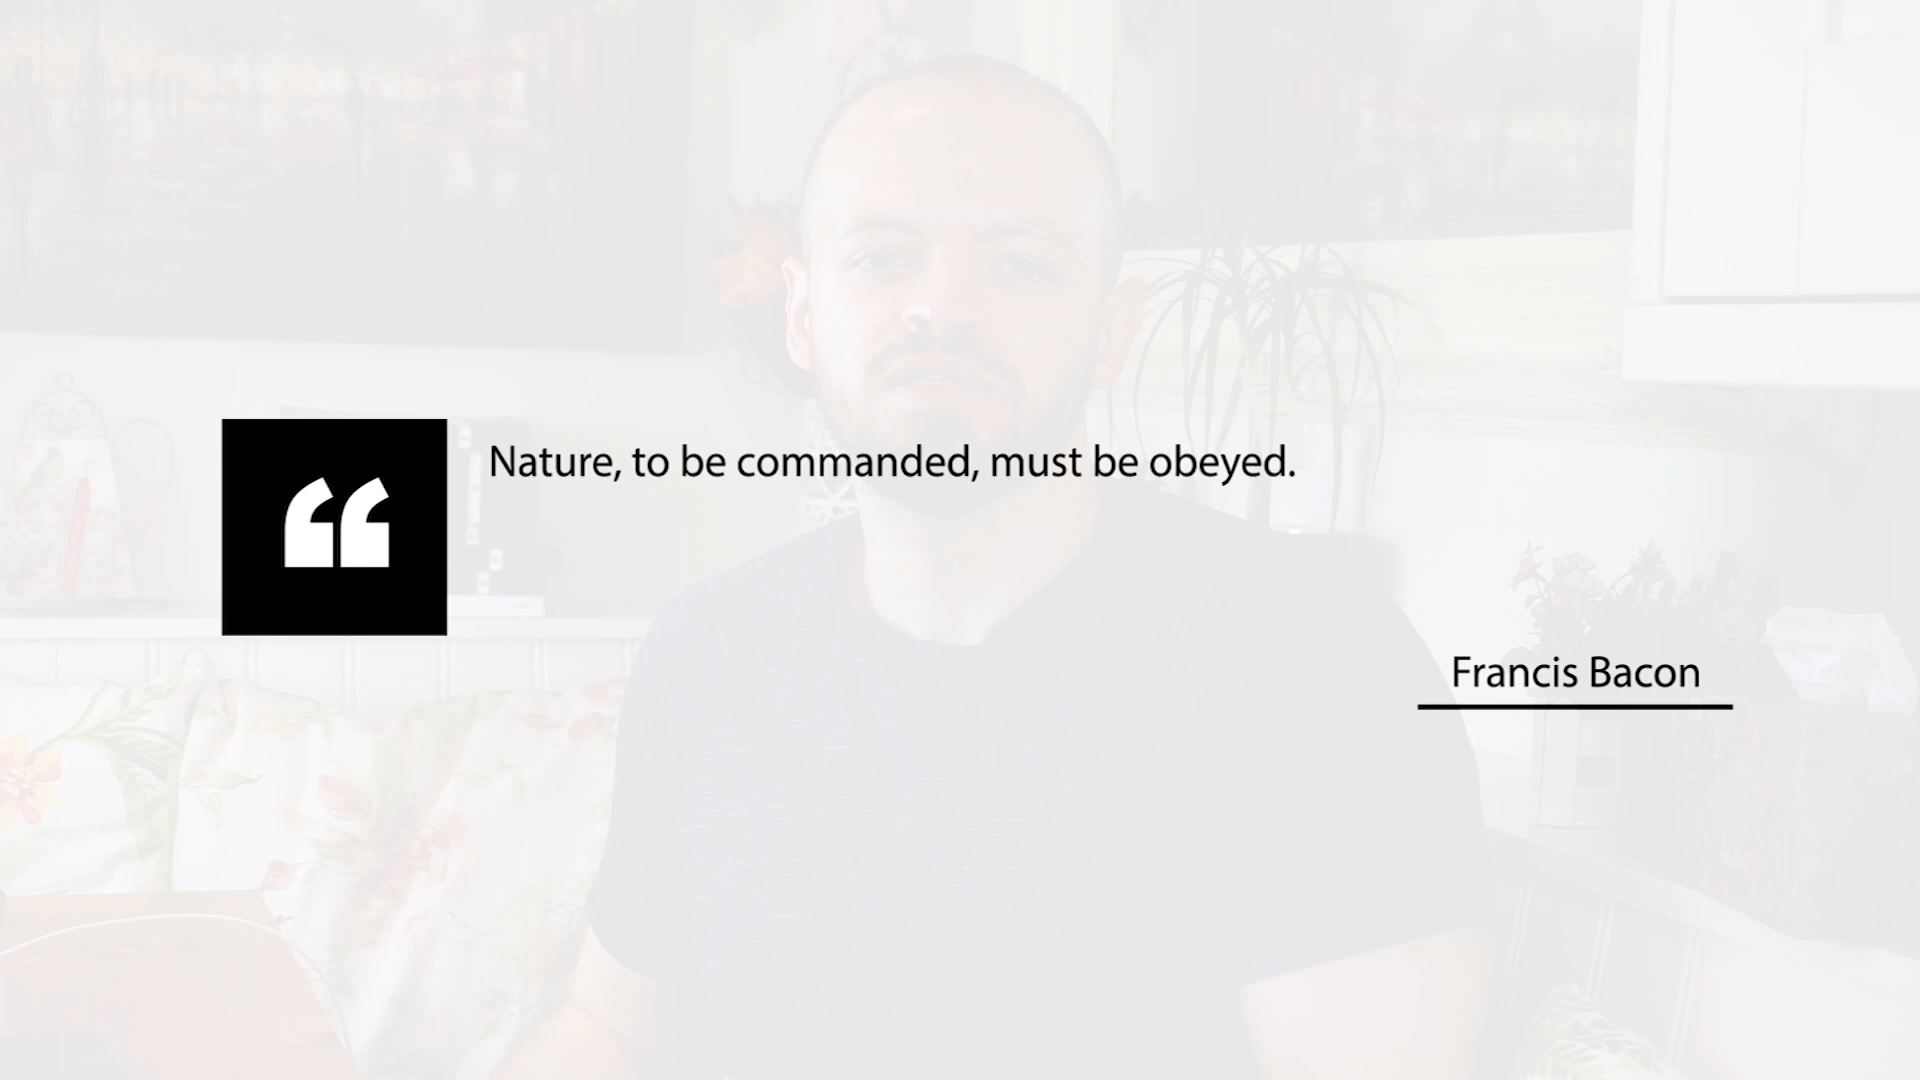 Nature, to be commanded, must be obeyed.
Francis Bacon